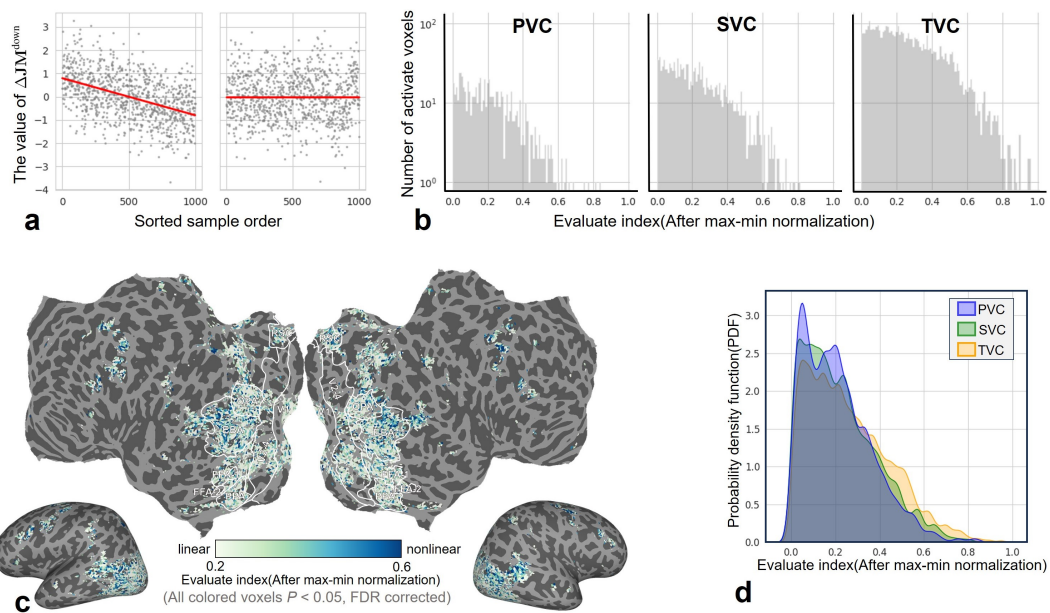 The value of ΔJM^down
3
2
1
0
−1
−2
−3
−4
0 500 1000
0 500 1000
Sorted sample order
a
Number of activate voxels
10²
10¹
10⁰
PVC
SVC
TVC
0.0 0.2 0.4 0.6 0.8 1.0
0.0 0.2 0.4 0.6 0.8 1.0
0.0 0.2 0.4 0.6 0.8 1.0
Evaluate index(After max-min normalization)
b
linear
nonlinear
0.2
0.6
Evaluate index(After max-min normalization)
(All colored voxels P < 0.05, FDR corrected)
c
Probability density function(PDF)
3.0
2.5
2.0
1.5
1.0
0.5
0.0
PVC
SVC
TVC
0.0 0.2 0.4 0.6 0.8 1.0
Evaluate index(After max-min normalization)
d